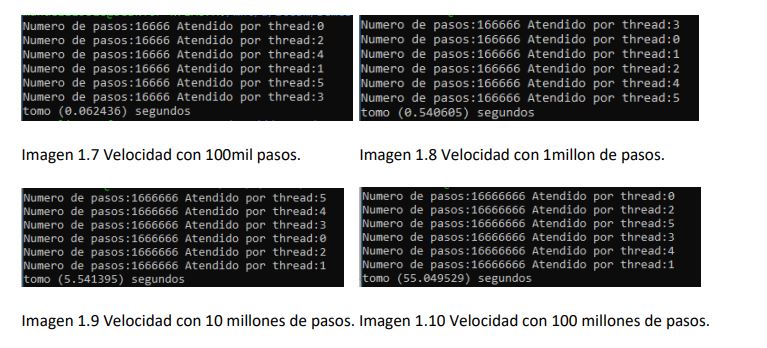 Numero de pasos:16666 Atendido por thread:0
Numero de pasos:16666 Atendido por thread:2
Numero de pasos:16666 Atendido por thread:4
Numero de pasos:16666 Atendido por thread:1
Numero de pasos:16666 Atendido por thread:5
Numero de pasos:16666 Atendido por thread:3
tomo (0.062436) segundos
Numero de pasos:166666 Atendido por thread:3
Numero de pasos:166666 Atendido por thread:0
Numero de pasos:166666 Atendido por thread:1
Numero de pasos:166666 Atendido por thread:2
Numero de pasos:166666 Atendido por thread:4
Numero de pasos:166666 Atendido por thread:5
tomo (0.540605) segundos
Imagen 1.7 Velocidad con 100mil pasos.
Imagen 1.8 Velocidad con 1millon de pasos.
Numero de pasos:1666666 Atendido por thread:5
Numero de pasos:1666666 Atendido por thread:4
Numero de pasos:1666666 Atendido por thread:3
Numero de pasos:1666666 Atendido por thread:0
Numero de pasos:1666666 Atendido por thread:2
Numero de pasos:1666666 Atendido por thread:1
tomo (5.541395) segundos
Numero de pasos:16666666 Atendido por thread:0
Numero de pasos:16666666 Atendido por thread:2
Numero de pasos:16666666 Atendido por thread:5
Numero de pasos:16666666 Atendido por thread:3
Numero de pasos:16666666 Atendido por thread:4
Numero de pasos:16666666 Atendido por thread:1
tomo (55.049529) segundos
Imagen 1.9 Velocidad con 10 millones de pasos.
Imagen 1.10 Velocidad con 100 millones de pasos.